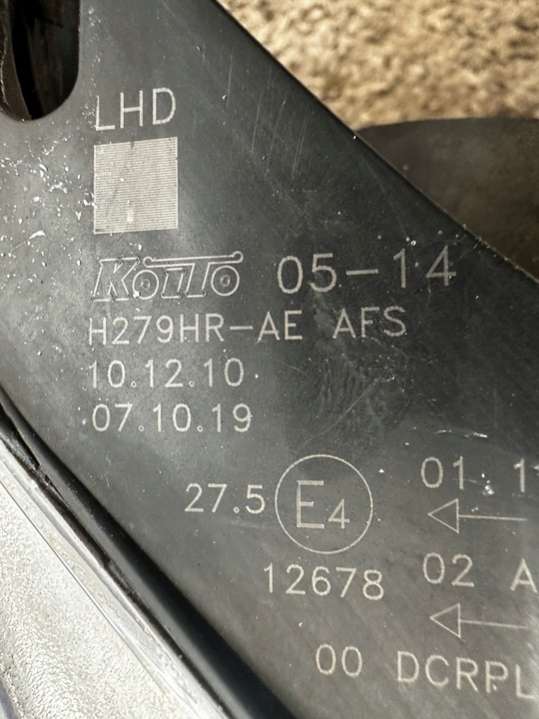 LHD
KOITO 05-14
H279HR-AE AFS
10.12.10
07.10.19
27.5 E4 01 1
12678 02 A
00 DCRPL